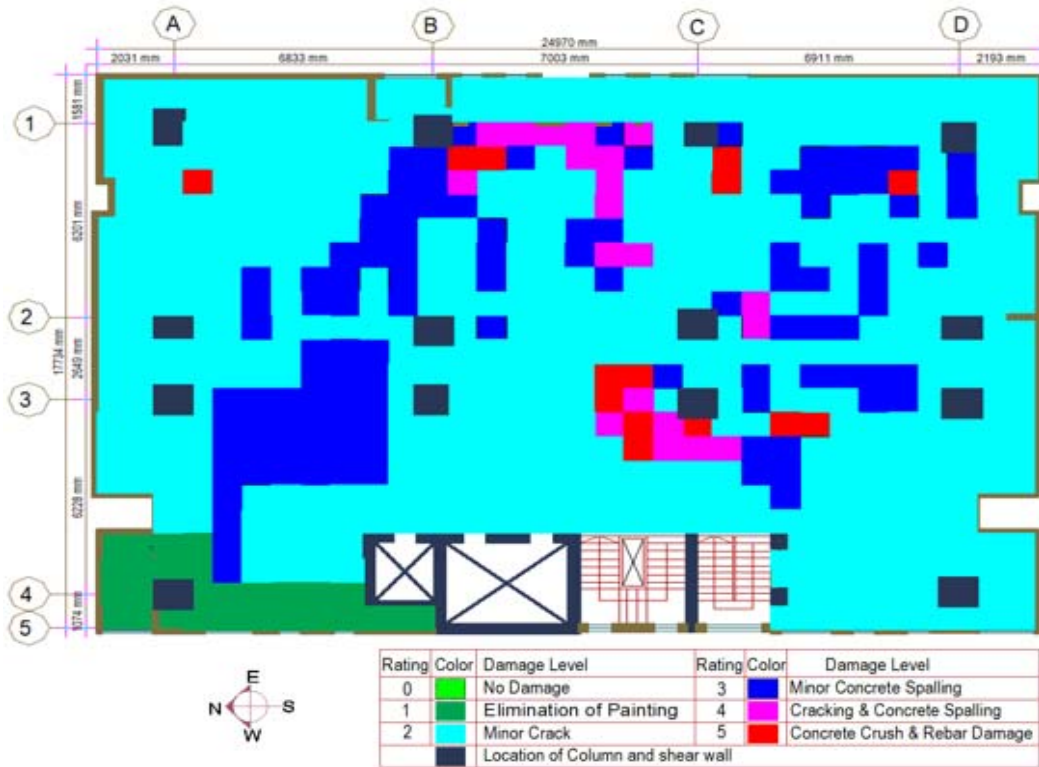 A B C D
24970 mm
2031 mm 6833 mm 7003 mm 6911 mm 2193 mm
1581 mm
1
6201 mm
2
17734 mm
2649 mm
3
6228 mm
4
1074 mm
5
E
N S
W
Rating Color Damage Level Rating Color Damage Level
0 No Damage 3 Minor Concrete Spalling
1 Elimination of Painting 4 Cracking & Concrete Spalling
2 Minor Crack 5 Concrete Crush & Rebar Damage
Location of Column and shear wall